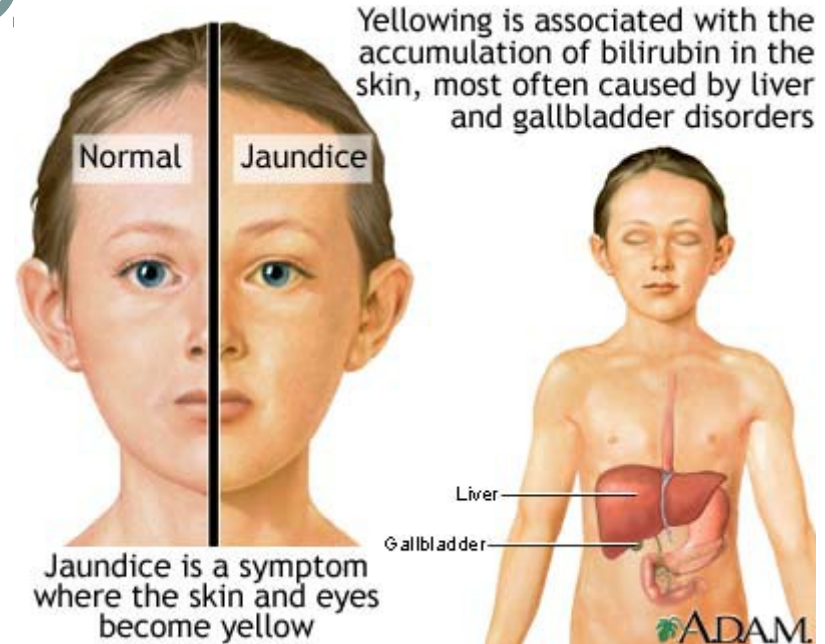 Yellowing is associated with the
accumulation of bilirubin in the
skin, most often caused by liver
and gallbladder disorders
Normal
Jaundice
Liver
Gallbladder
Jaundice is a symptom
where the skin and eyes
become yellow
A.D.A.M.